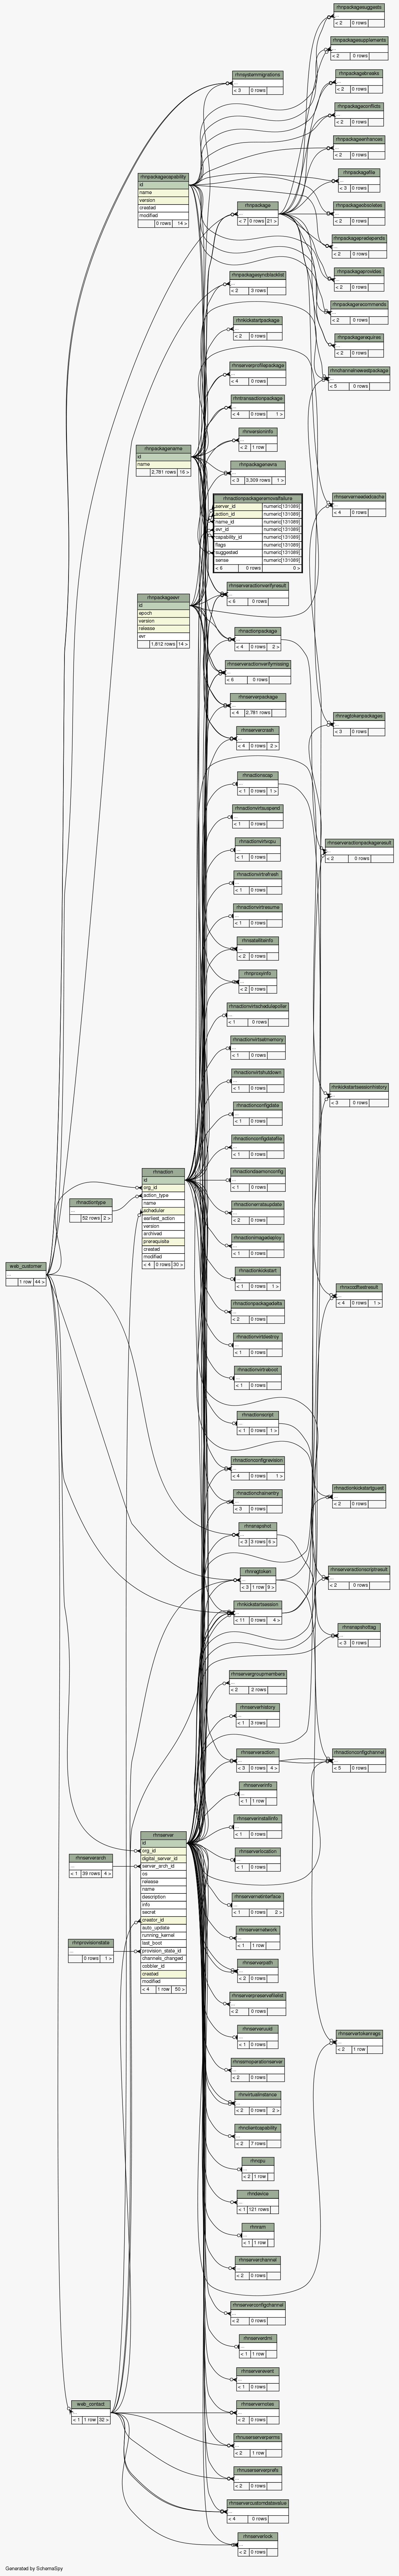 rhnpackagesuggests
...
< 2 0 rows
rhnpackagesupplements
...
< 2 0 rows
rhnsystemmigrations
...
< 3 0 rows
rhnpackagebreaks
...
< 2 0 rows
rhnpackageconflicts
...
< 2 0 rows
rhnpackageenhances
...
< 2 0 rows
rhnpackagecapability
id
name
version
created
modified
0 rows 14 >
rhnpackagefile
...
< 3 0 rows
rhnpackage
...
< 7 0 rows 21 >
rhnpackageobsoletes
...
< 2 0 rows
rhnpackagepredepends
...
< 2 0 rows
rhnpackagesyncblacklist
...
< 2 3 rows
rhnpackageprovides
...
< 2 0 rows
rhnpackagerecommends
...
< 2 0 rows
rhnkickstartpackage
...
< 2 0 rows
rhnpackagerequires
...
< 2 0 rows
rhnserverprofilepackage
...
< 4 0 rows
rhnchannelnewestpackage
...
< 5 0 rows
rhntransactionpackage
...
< 4 0 rows 1 >
rhnversioninfo
...
< 2 1 row
rhnpackagename
id
name
2,781 rows 16 >
rhnpackagenevra
...
< 3 3,309 rows 3 >
rhnactionpackageremovalfailure
server_id numeric[131089]
action_id numeric[131089]
name_id numeric[131089]
evr_id numeric[131089]
capability_id numeric[131089]
flags numeric[131089]
suggested numeric[131089]
sense numeric[131089]
< 6 0 rows 0 >
rhnserverneededcache
...
< 4 0 rows
rhnserveractionverifyresult
...
< 6 0 rows
rhnpackageevr
id
epoch
version
release
evr
1,812 rows 14 >
rhnactionpackage
...
< 4 0 rows 2 >
rhnserveractionverifymissing
...
< 6 0 rows
rhnserverpackage
...
< 4 2,781 rows
rhnregtokenpackages
...
< 3 0 rows
rhnservercrash
...
< 4 0 rows 2 >
rhnactionscap
...
< 1 0 rows 1 >
rhnactionvirtsuspend
...
< 1 0 rows
rhnactionvirtvcpu
...
< 1 0 rows
rhnserveractionpackageresult
...
< 2 0 rows
rhnactionvirtrefresh
...
< 1 0 rows
rhnactionvirtresume
...
< 1 0 rows
rhnsatelliteinfo
...
< 2 0 rows
rhnproxyinfo
...
< 2 0 rows
rhnactionvirtschedulepoller
...
< 1 0 rows
rhnactionvirtsetmemory
...
< 1 0 rows
rhnactionvirtshutdown
...
< 1 0 rows
rhnkickstartsessionhistory
...
< 3 0 rows
rhnactionconfigdate
...
< 1 0 rows
rhnactionconfigdatefile
...
< 1 0 rows
rhnaction
id
org_id
action_type
name
scheduler
earliest_action
version
archived
prerequisite
created
modified
< 4 0 rows 30 >
rhnactiondaemonconfig
...
< 1 0 rows
rhnactiontype
...
52 rows 2 >
rhnactionerrataupdate
...
< 2 0 rows
rhnactionimagedeploy
...
< 1 0 rows
web_customer
...
1 row 44 >
rhnactionkickstart
...
< 1 0 rows 1 >
rhnxccdftestresult
...
< 4 0 rows 1 >
rhnactionpackagedelta
...
< 2 0 rows
rhnactionvirtdestroy
...
< 1 0 rows
rhnactionvirtreboot
...
< 1 0 rows
rhnactionscript
...
< 1 0 rows 1 >
rhnactionconfigrevision
...
< 4 0 rows 1 >
rhnactionkickstartguest
...
< 2 0 rows
rhnactionchainentry
...
< 3 0 rows
rhnsnapshot
...
< 3 3 rows 6 >
rhnregtoken
...
< 3 1 row 9 >
rhnserveractionscriptresult
...
< 2 0 rows
rhnkickstartsession
...
< 11 0 rows 4 >
rhnsnapshottag
...
< 3 0 rows
rhnservergroupmembers
...
< 2 2 rows
rhnserverhistory
...
< 1 3 rows
rhnserveraction
...
< 3 0 rows 4 >
rhnactionconfigchannel
...
< 5 0 rows
rhnserverinfo
...
< 1 1 row
rhnserverinstallinfo
...
< 1 0 rows
rhnserver
id
org_id
digital_server_id
server_arch_id
os
release
name
description
info
secret
creator_id
auto_update
running_kernel
last_boot
provision_state_id
channels_changed
cobbler_id
created
modified
< 4 1 row 50 >
rhnserverarch
...
< 1 39 rows 4 >
rhnserverlocation
...
< 1 0 rows
rhnservernetinterface
...
< 1 0 rows 2 >
rhnservernetwork
...
< 1 1 row
rhnprovisionstate
...
0 rows 1 >
rhnserverpath
...
< 2 0 rows
rhnserverpreservefilelist
...
< 2 0 rows
rhnserveruuid
...
< 1 0 rows
rhnservertokenregs
...
< 2 1 row
rhnssmoperationserver
...
< 2 0 rows
rhnvirtualinstance
...
< 2 0 rows 2 >
rhnclientcapability
...
< 2 7 rows
rhncpu
...
< 2 1 row
rhndevice
...
< 1 121 rows
rhnram
...
< 1 1 row
rhnserverchannel
...
< 2 0 rows
rhnserverconfigchannel
...
< 2 0 rows
rhnserverdmi
...
< 1 1 row
rhnserverevent
...
< 1 0 rows
web_contact
...
< 1 1 row 32 >
rhnservernotes
...
< 2 0 rows
rhnuserserverperms
...
< 2 1 row
rhnuserserverprefs
...
< 2 0 rows
rhnservercustomdatavalue
...
< 4 0 rows
rhnserverlock
...
< 2 0 rows
Generated by SchemaSpy